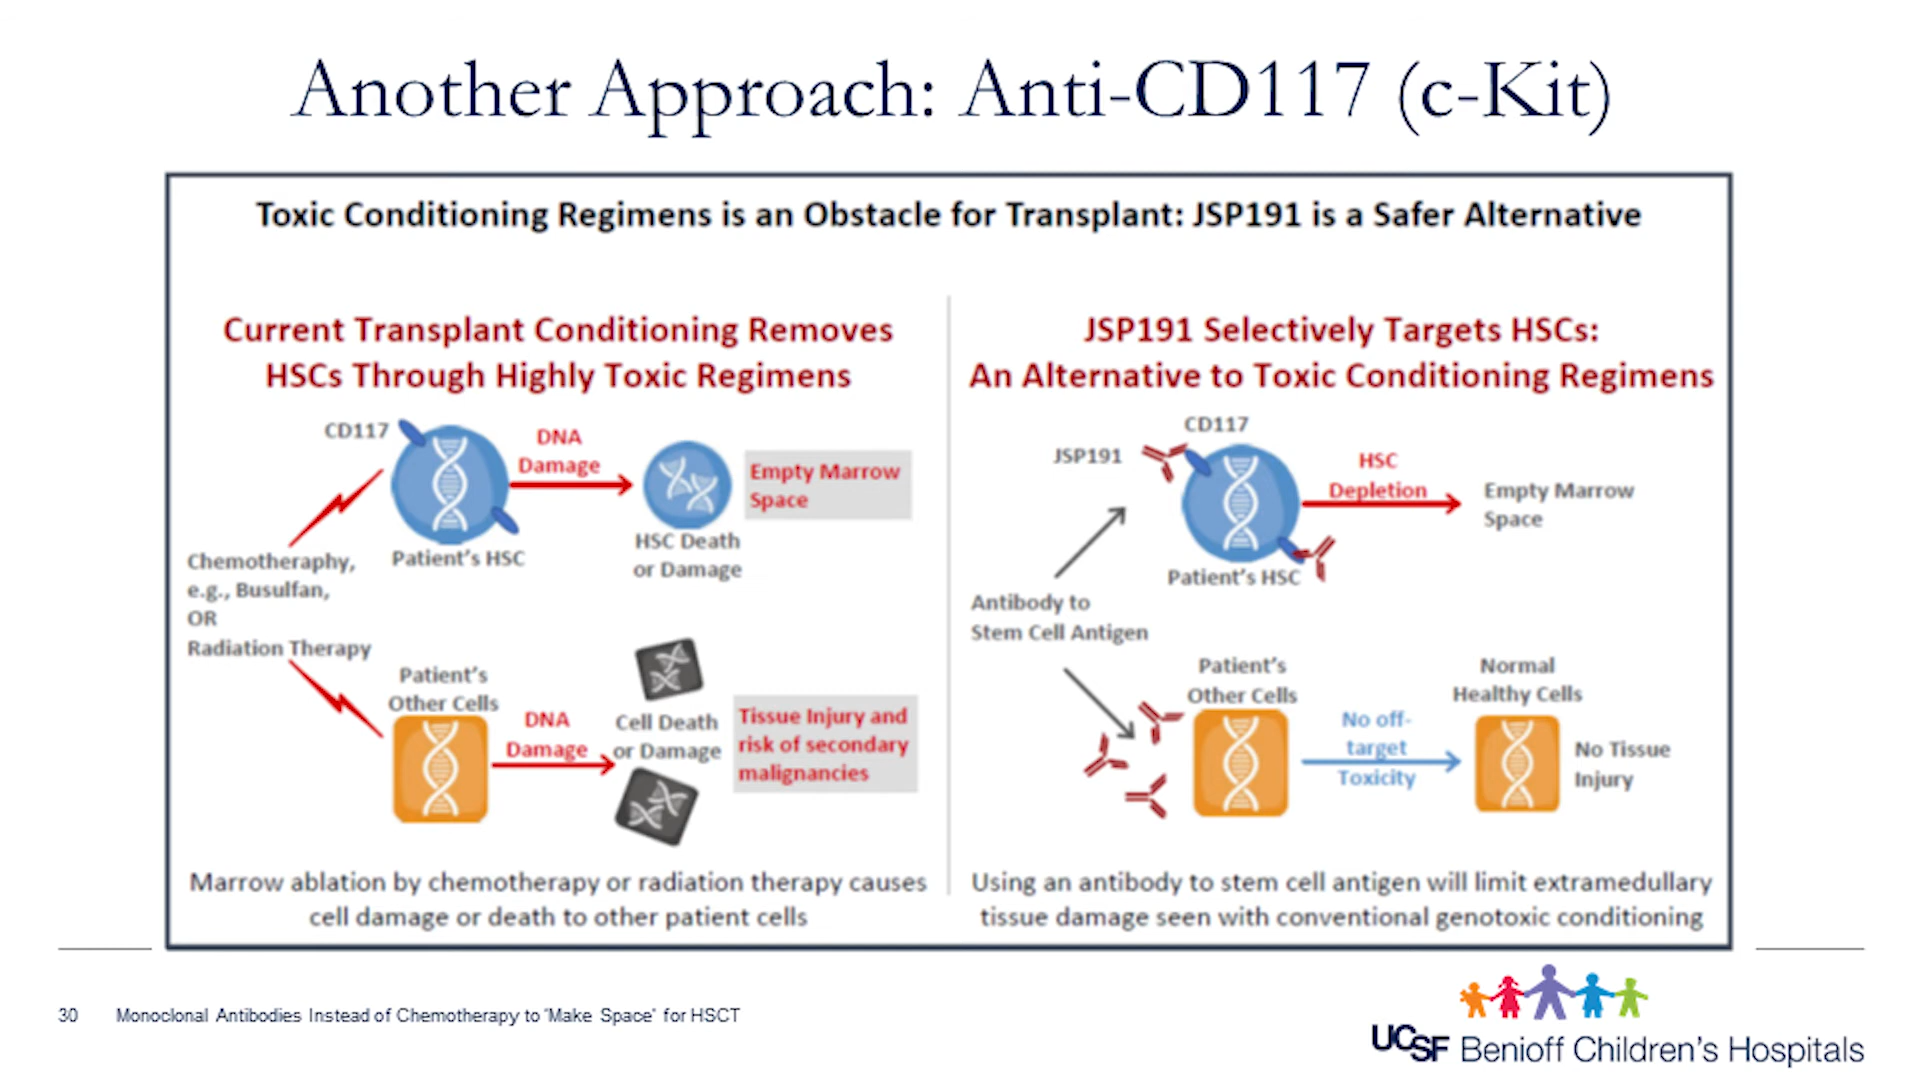 Another Approach: Anti-CD117 (c-Kit)
Toxic Conditioning Regimens is an Obstacle for Transplant: JSP191 is a Safer Alternative
Current Transplant Conditioning Removes
HSCs Through Highly Toxic Regimens
CD117
DNA
Damage
Empty Marrow
Space
Patient's HSC
HSC Death
or Damage
Chemotheraphy,
e.g., Busulfan,
OR
Radiation Therapy
Patient's
Other Cells
DNA
Damage
Cell Death
or Damage
Tissue Injury and
risk of secondary
malignancies
Marrow ablation by chemotherapy or radiation therapy causes
cell damage or death to other patient cells
JSP191 Selectively Targets HSCs:
An Alternative to Toxic Conditioning Regimens
CD117
JSP191
HSC
Depletion
Empty Marrow
Space
Patient's HSC
Antibody to
Stem Cell Antigen
Patient's
Other Cells
No off-
target
Toxicity
Normal
Healthy Cells
No Tissue
Injury
Using an antibody to stem cell antigen will limit extramedullary
tissue damage seen with conventional genotoxic conditioning
30 Monoclonal Antibodies Instead of Chemotherapy to 'Make Space' for HSCT
UCSF Benioff Children's Hospitals